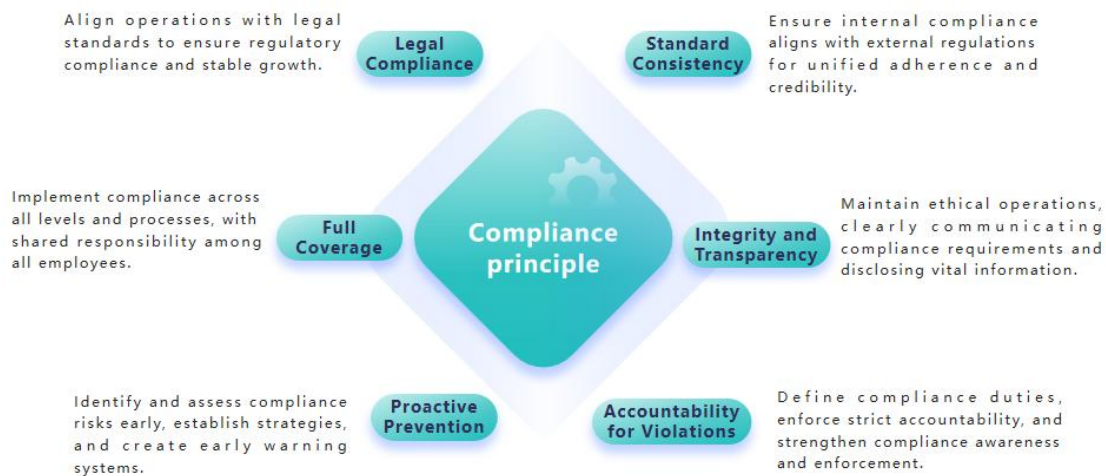 Align operations with legal
standards to ensure regulatory
compliance and stable growth.
Legal
Compliance
Standard
Consistency
Ensure internal compliance
aligns with external regulations
for unified adherence and
credibility.
Implement compliance across
all levels and processes, with
shared responsibility among
all employees.
Full
Coverage
Compliance
principle
Integrity and
Transparency
Maintain ethical operations,
clearly communicating
compliance requirements and
disclosing vital information.
Identify and assess compliance
risks early, establish strategies,
and create early warning
systems.
Proactive
Prevention
Accountability
for Violations
Define compliance duties,
enforce strict accountability, and
strengthen compliance awareness
and enforcement.